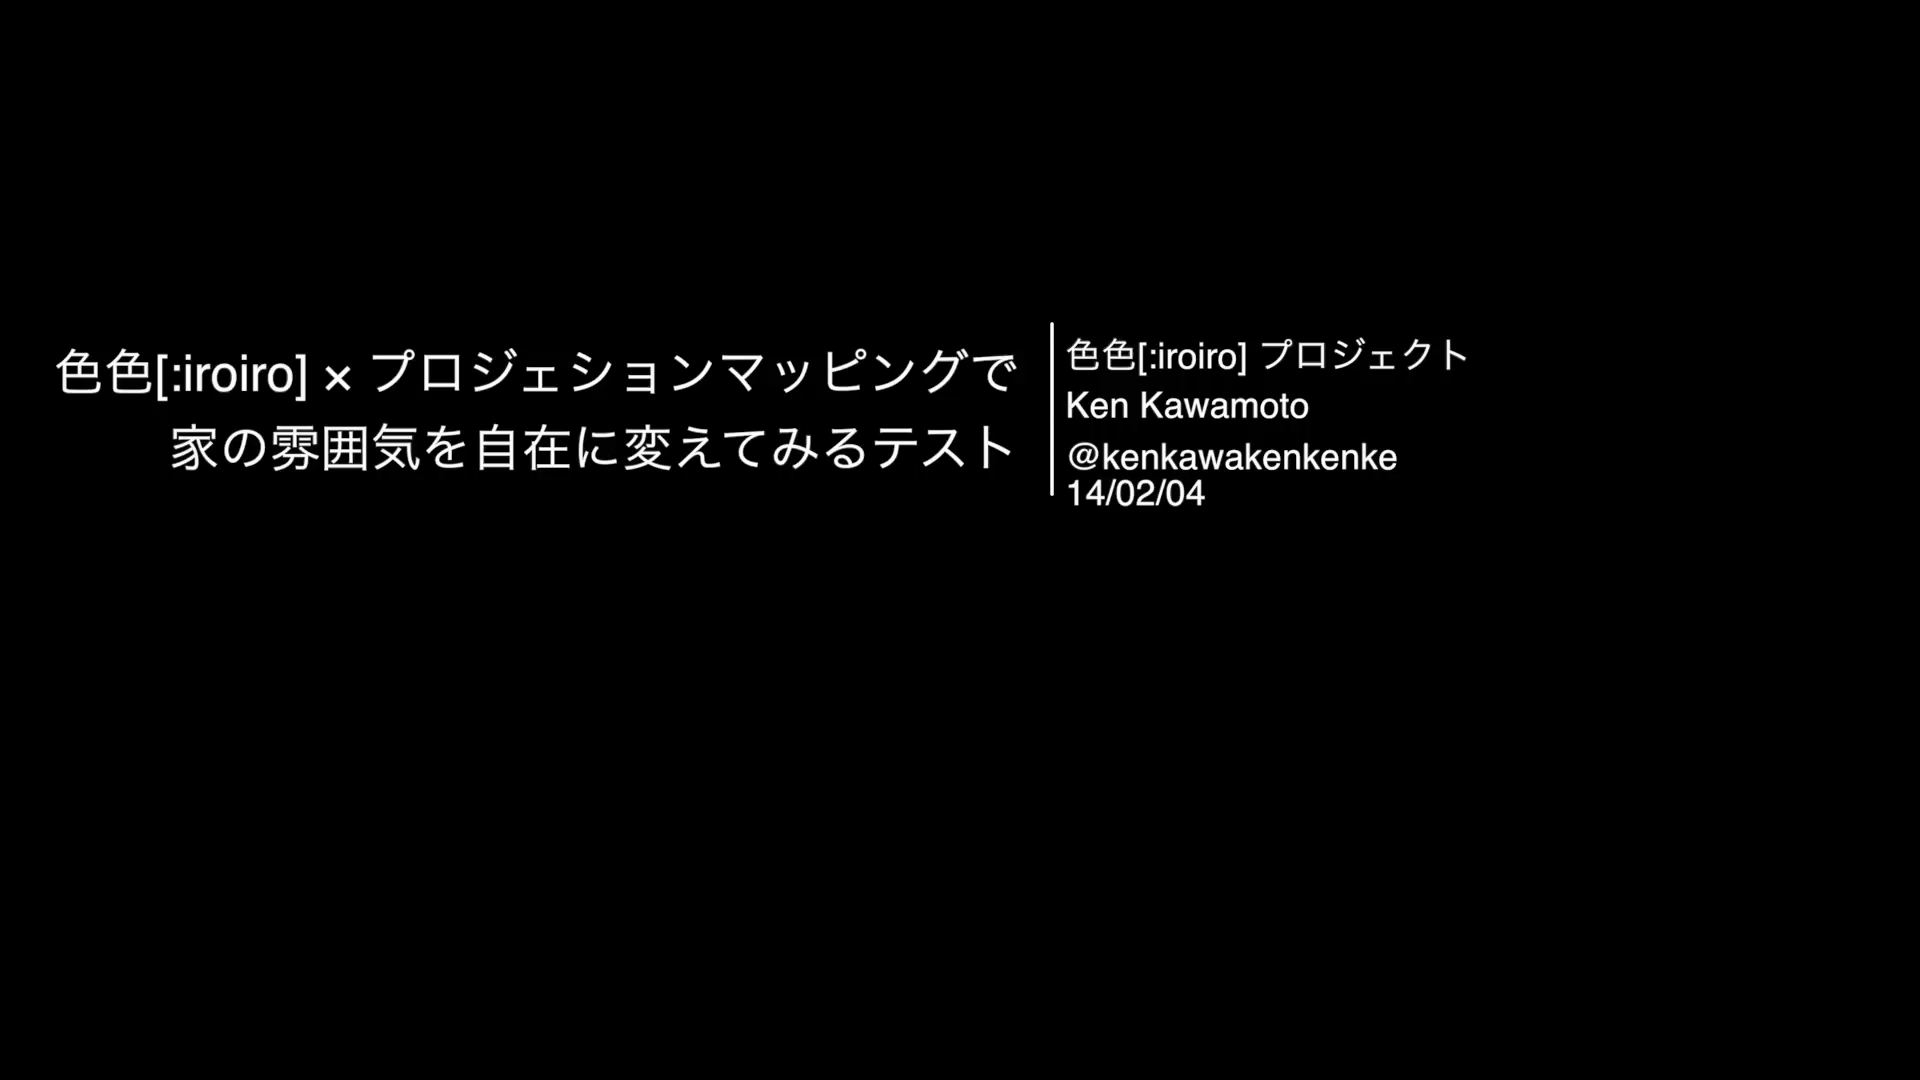 色色[:iroiro] × プロジェションマッピングで
家の雰囲気を自在に変えてみるテスト
色色[:iroiro] プロジェクト
Ken Kawamoto
@kenkawakenkenke
14/02/04